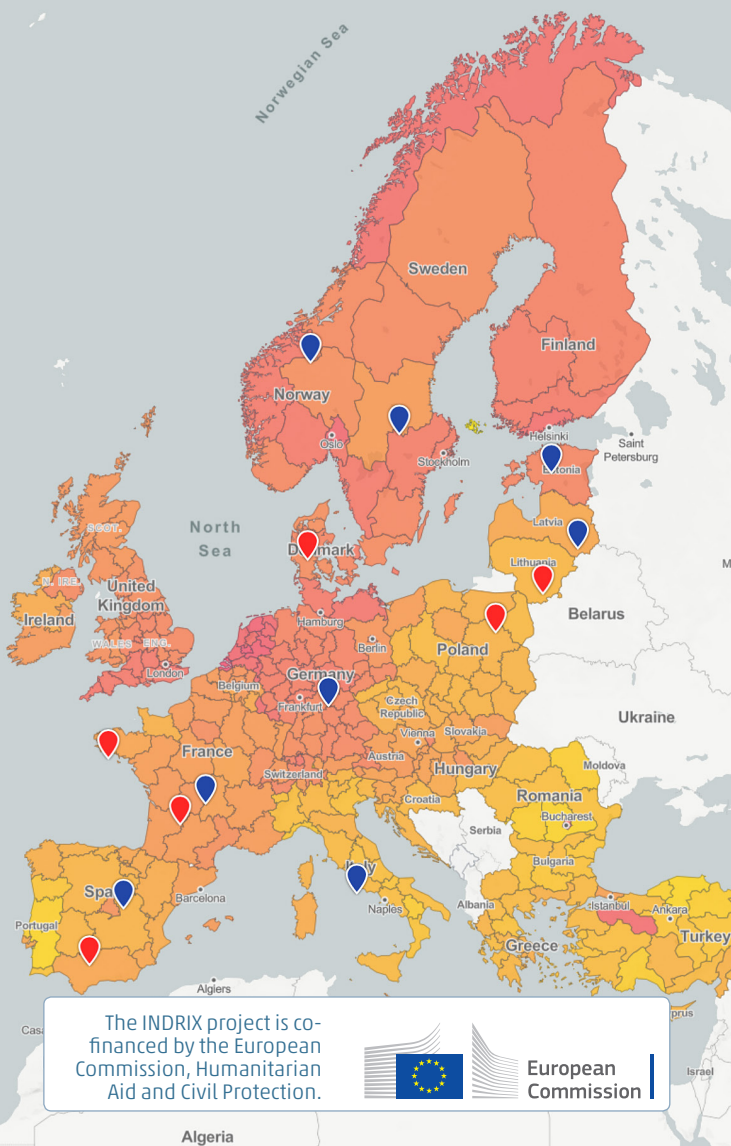 Norwegian Sea
Sweden
Finland
Norway
Oslo
Helsinki
Saint
Petersburg
Stockholm
Estonia
North
Sea
SCOT.
Latvia
Denmark
Lithuania
N. IRE.
United
Kingdom
Ireland
Hamburg
Belarus
WALES ENG.
Berlin
Poland
London
Germany
Belgium
Frankfurt
Czech
Republic
Ukraine
Vienna
Slovakia
France
Austria
Moldova
Switzerland
Hungary
Croatia
Romania
Bucharest
Serbia
Italy
Bulgaria
Barcelona
Naples
Albania
Istanbul
Ankara
Portugal
Turkey
Greece
Algiers
prus
Casa
Israel
The INDRIX project is co-
financed by the European
Commission, Humanitarian
Aid and Civil Protection.
European
Commission
Algeria